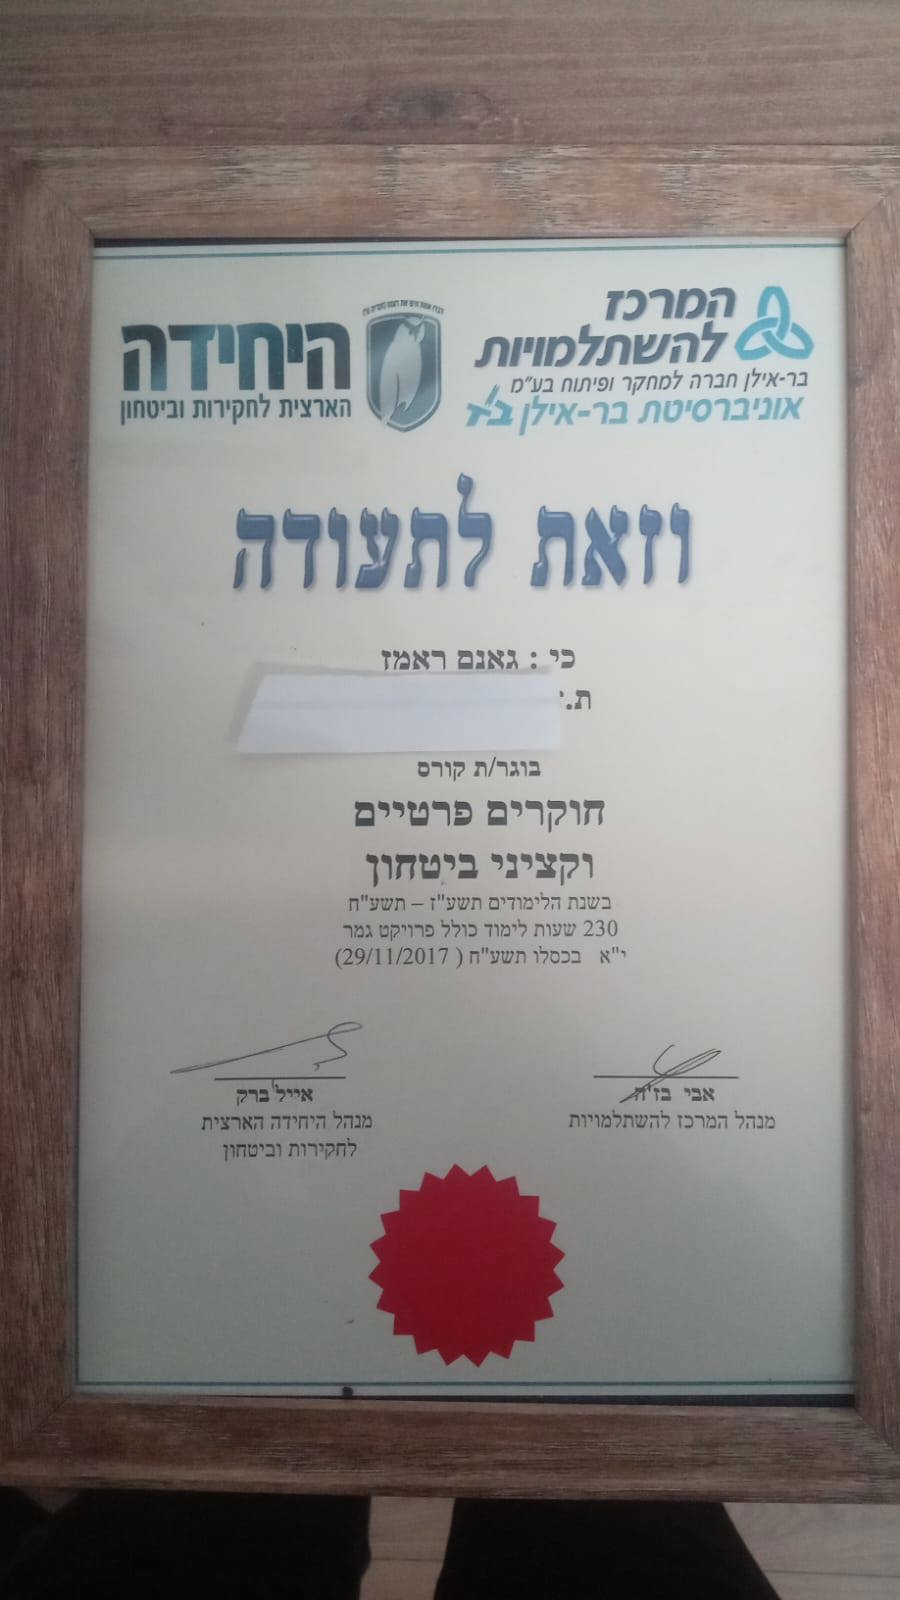 המרכז
להשתלמויות
בר-אילן חברה למחקר ופיתוח בע"מ
אוניברסיטת בר-אילן
היחידה
הארצית לחקירות וביטחון
וזאת לתעודה
כי : גאנם ראמז
ת.
בוגר/ת קורס
חוקרים פרטיים
וקציני ביטחון
בשנת הלימודים תשע"ז – תשע"ח
230 שעות לימוד כולל פרויקט גמר
י"א בכסלו תשע"ח ( 29/11/2017)
אבי בז'ה
מנהל המרכז להשתלמויות
אייל ברק
מנהל היחידה הארצית
לחקירות וביטחון